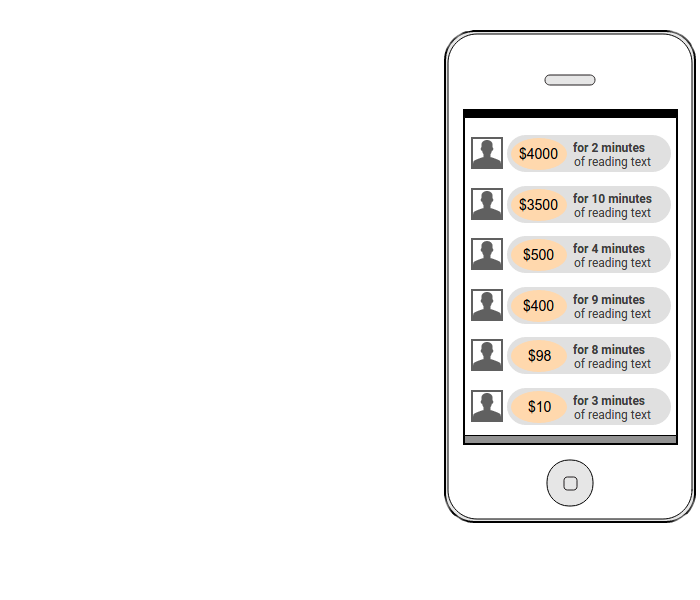 $4000
for 2 minutes
of reading text
$3500
for 10 minutes
of reading text
$500
for 4 minutes
of reading text
$400
for 9 minutes
of reading text
$98
for 8 minutes
of reading text
$10
for 3 minutes
of reading text